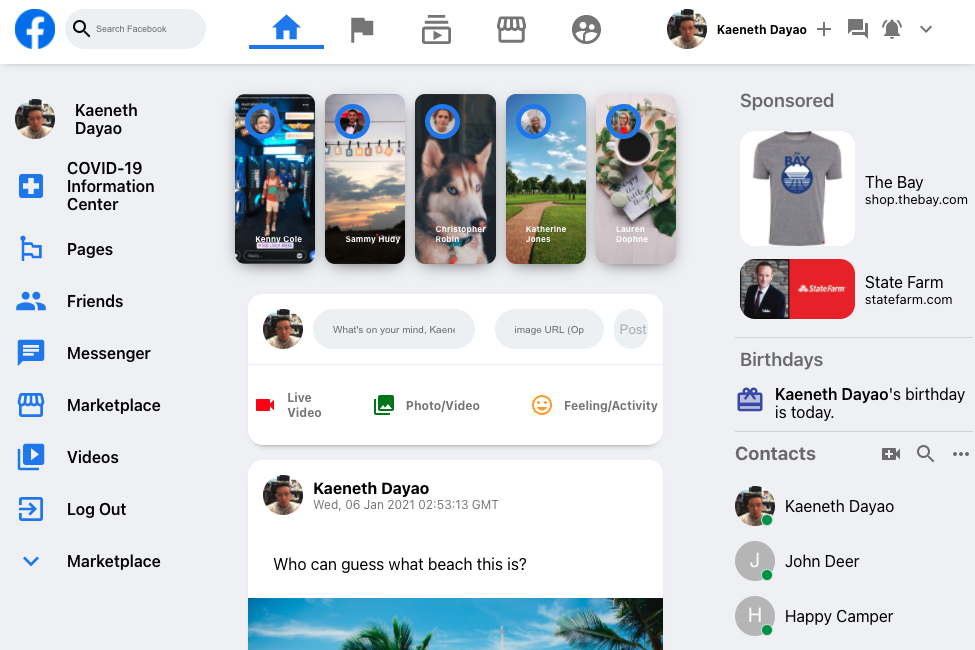 Search Facebook
Kaeneth Dayao
Kaeneth
Dayao
COVID-19
Information
Center
Pages
Friends
Messenger
Marketplace
Videos
Log Out
Marketplace
Kenny Cole
Sammy Hudy
Christopher
Robin
Katherine
Jones
Lauren
Dophne
What's on your mind, Kaene
image URL (Op
Post
Live
Video
Photo/Video
Feeling/Activity
Kaeneth Dayao
Wed, 06 Jan 2021 02:53:13 GMT
Who can guess what beach this is?
Sponsored
BAY
The Bay
shop.thebay.com
StateFarm
State Farm
statefarm.com
Birthdays
Kaeneth Dayao's birthday
is today.
Contacts
Kaeneth Dayao
J
John Deer
H
Happy Camper